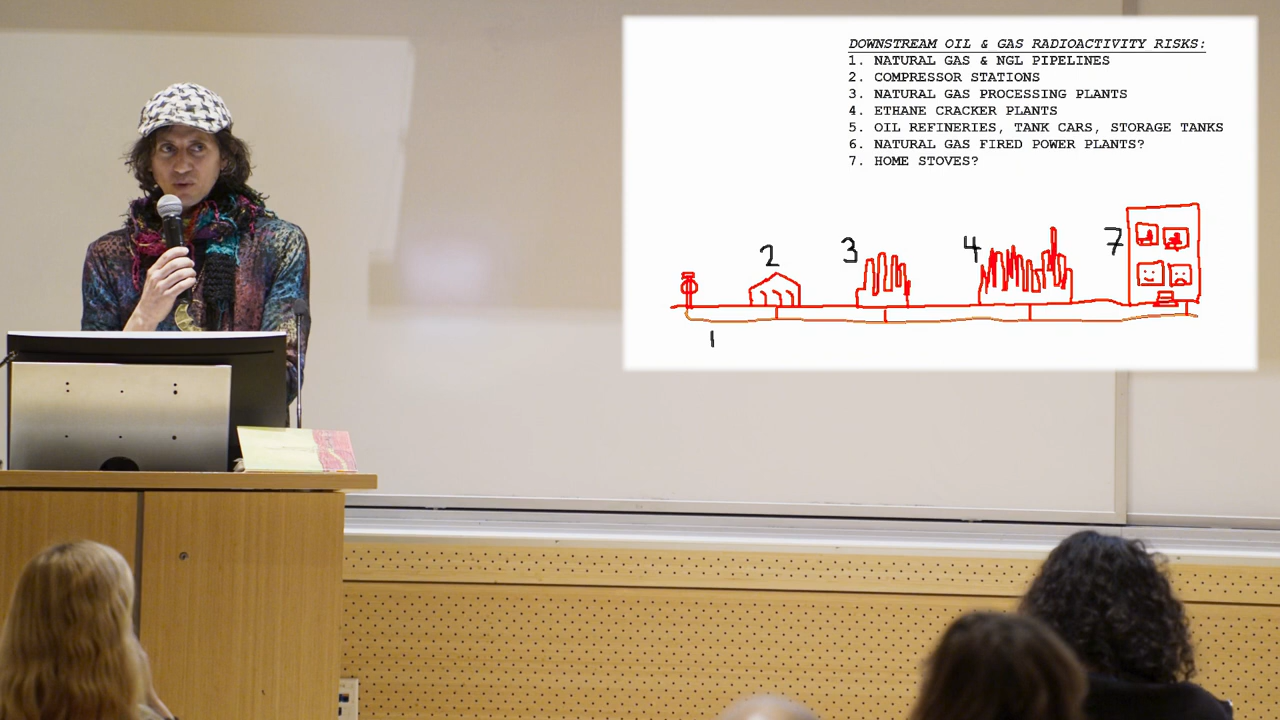 DOWNSTREAM OIL & GAS RADIOACTIVITY RISKS:
1. NATURAL GAS & NGL PIPELINES
2. COMPRESSOR STATIONS
3. NATURAL GAS PROCESSING PLANTS
4. ETHANE CRACKER PLANTS
5. OIL REFINERIES, TANK CARS, STORAGE TANKS
6. NATURAL GAS FIRED POWER PLANTS?
7. HOME STOVES?
2
3
4
7
1